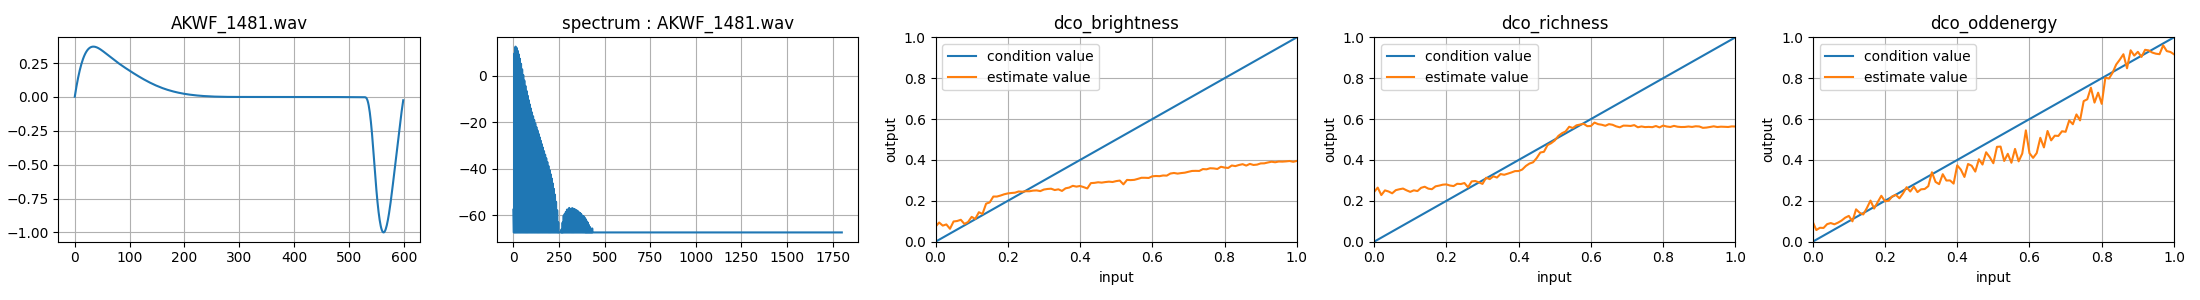 AKWF_1481.wav
0.25
0.00
−0.25
−0.50
−0.75
−1.00
0 100 200 300 400 500 600
spectrum : AKWF_1481.wav
0
−20
−40
−60
0 250 500 750 1000 1250 1500 1750
dco_brightness
condition value
estimate value
output
1.0
0.8
0.6
0.4
0.2
0.0
0.0 0.2 0.4 0.6 0.8 1.0
input
dco_richness
condition value
estimate value
output
1.0
0.8
0.6
0.4
0.2
0.0
0.0 0.2 0.4 0.6 0.8 1.0
input
dco_oddenergy
condition value
estimate value
output
1.0
0.8
0.6
0.4
0.2
0.0
0.0 0.2 0.4 0.6 0.8 1.0
input